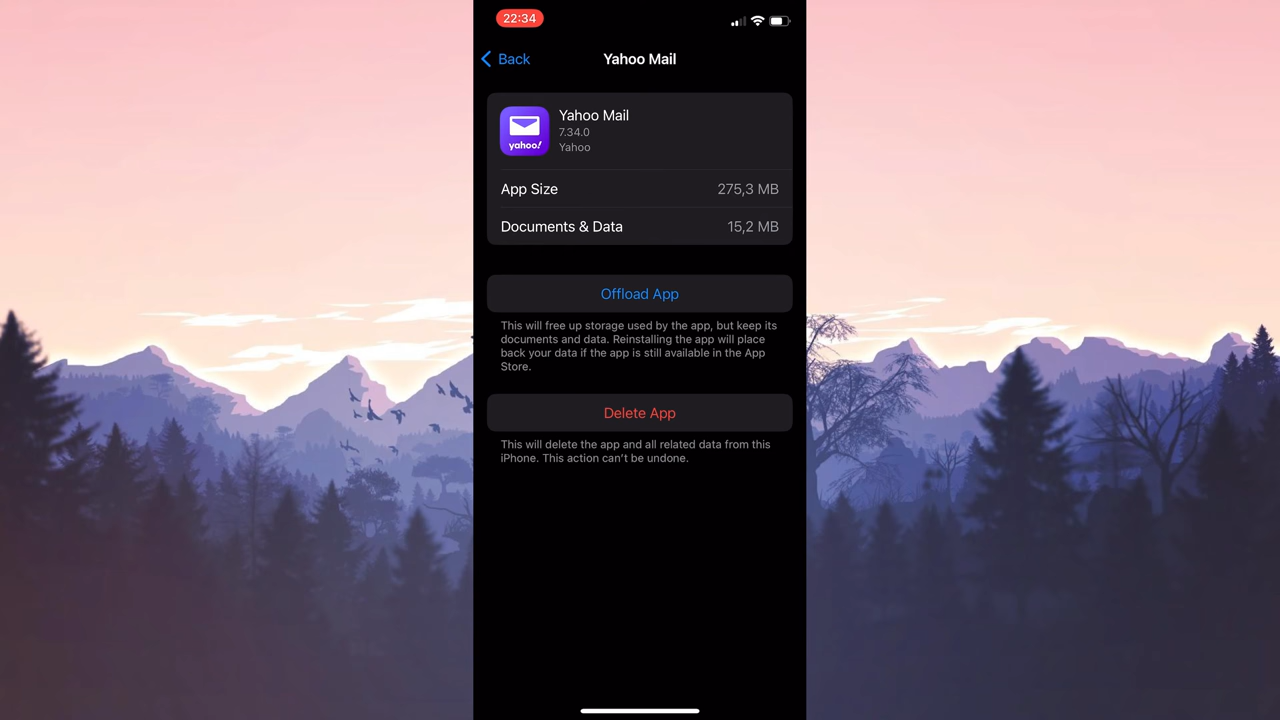 22:34
Back
Yahoo Mail
Yahoo Mail
7.34.0
Yahoo
yahoo!
App Size
275,3 MB
Documents & Data
15,2 MB
Offload App
This will free up storage used by the app, but keep its
documents and data. Reinstalling the app will place
back your data if the app is still available in the App
Store.
Delete App
This will delete the app and all related data from this
iPhone. This action can't be undone.